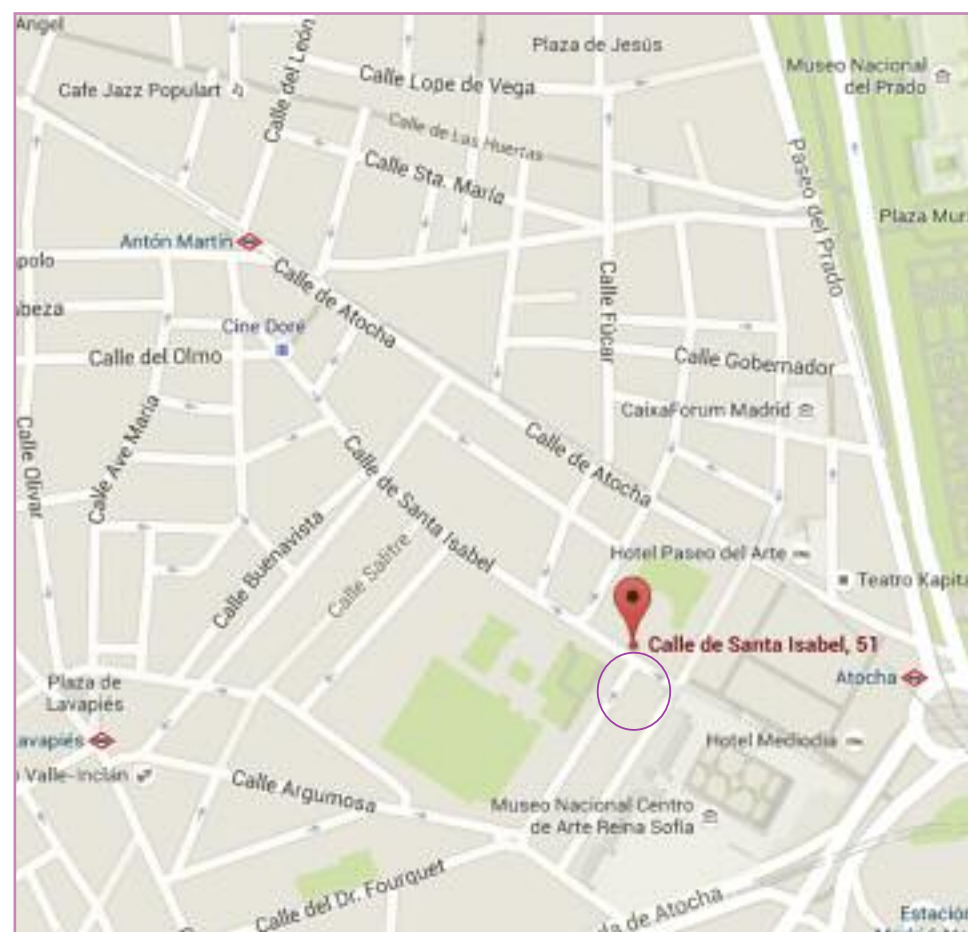 Angel
Plaza de Jesús
Calle del León
Calle Lope de Vega
Museo Nacional
del Prado
Cafe Jazz Populart
Calle de Las Huertas
Calle Sta. María
Paseo del Prado
Plaza Mur
Antón Martín
polo
Calle de Atocha
Calle Fúcar
beza
Cine Doré
Calle del Olmo
Calle Gobernador
CaixaForum Madrid
Calle Olivar
Calle Ave María
Calle de Atocha
Calle de Santa Isabel
Calle Buenavista
Calle Salitre
Hotel Paseo del Arte
Teatro Kapita
Calle de Santa Isabel, 51
Atocha
Plaza de
Lavapiés
avapiés
Hotel Mediodia
o Valle-Inclán
Calle Argumosa
Museo Nacional Centro
de Arte Reina Sofía
Calle del Dr. Fourquet
da de Atocha
Estación